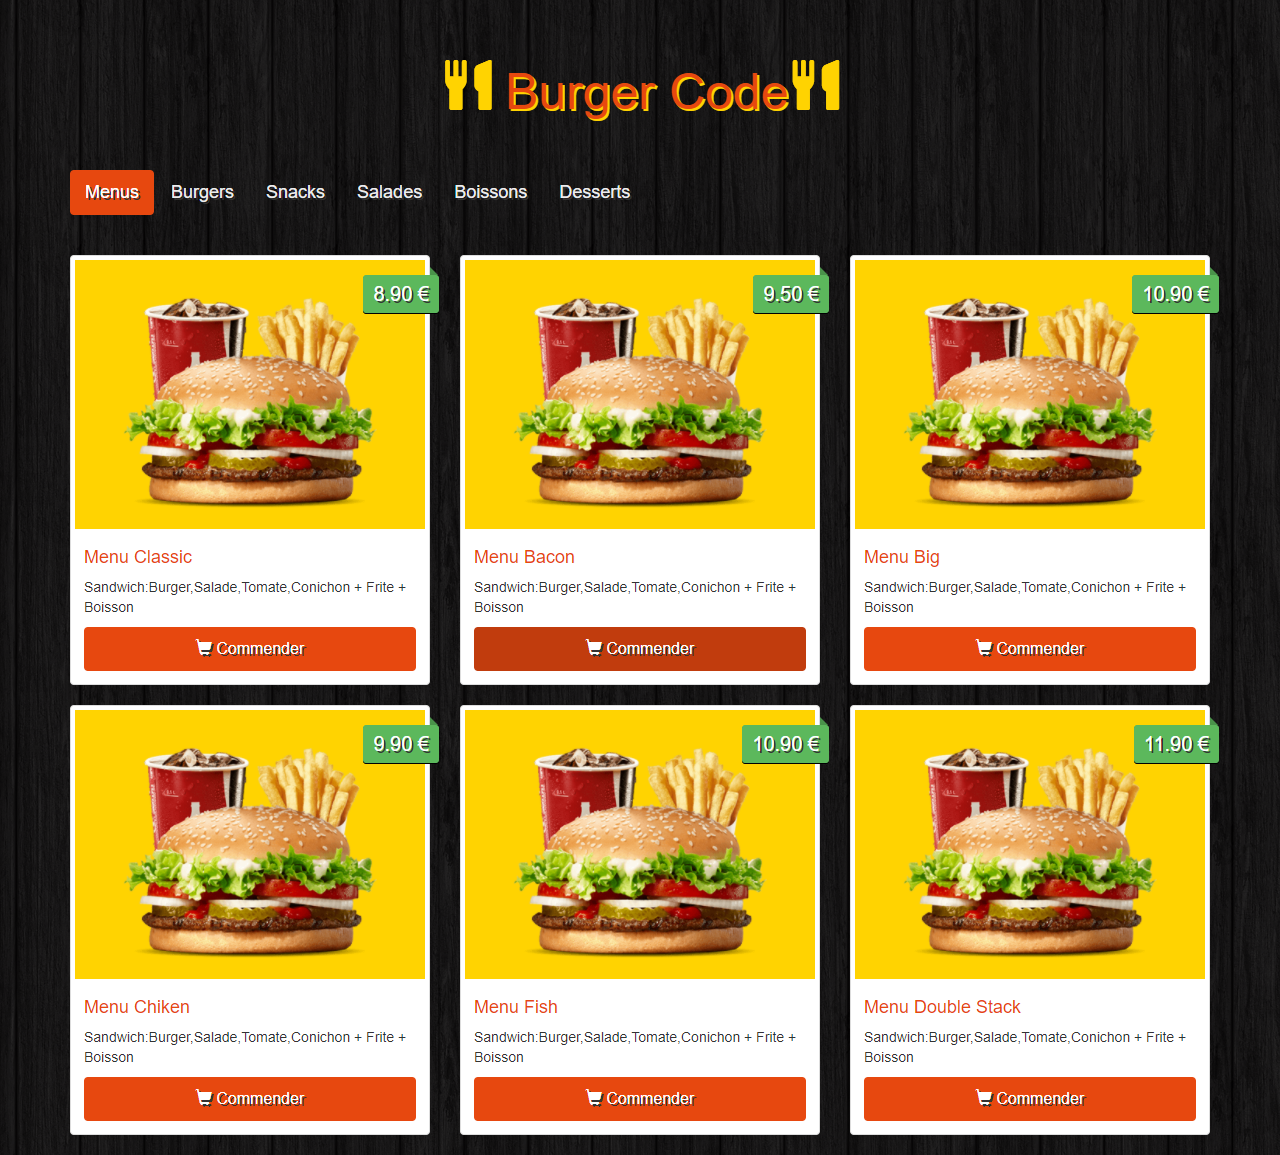 Burger Code
Menus Burgers Snacks Salades Boissons Desserts
8.90 €
9.50 €
10.90 €
Menu Classic
Sandwich:Burger,Salade,Tomate,Conichon + Frite +
Boisson
Commender
Menu Bacon
Sandwich:Burger,Salade,Tomate,Conichon + Frite +
Boisson
Commender
Menu Big
Sandwich:Burger,Salade,Tomate,Conichon + Frite +
Boisson
Commender
9.90 €
10.90 €
11.90 €
Menu Chiken
Sandwich:Burger,Salade,Tomate,Conichon + Frite +
Boisson
Commender
Menu Fish
Sandwich:Burger,Salade,Tomate,Conichon + Frite +
Boisson
Commender
Menu Double Stack
Sandwich:Burger,Salade,Tomate,Conichon + Frite +
Boisson
Commender